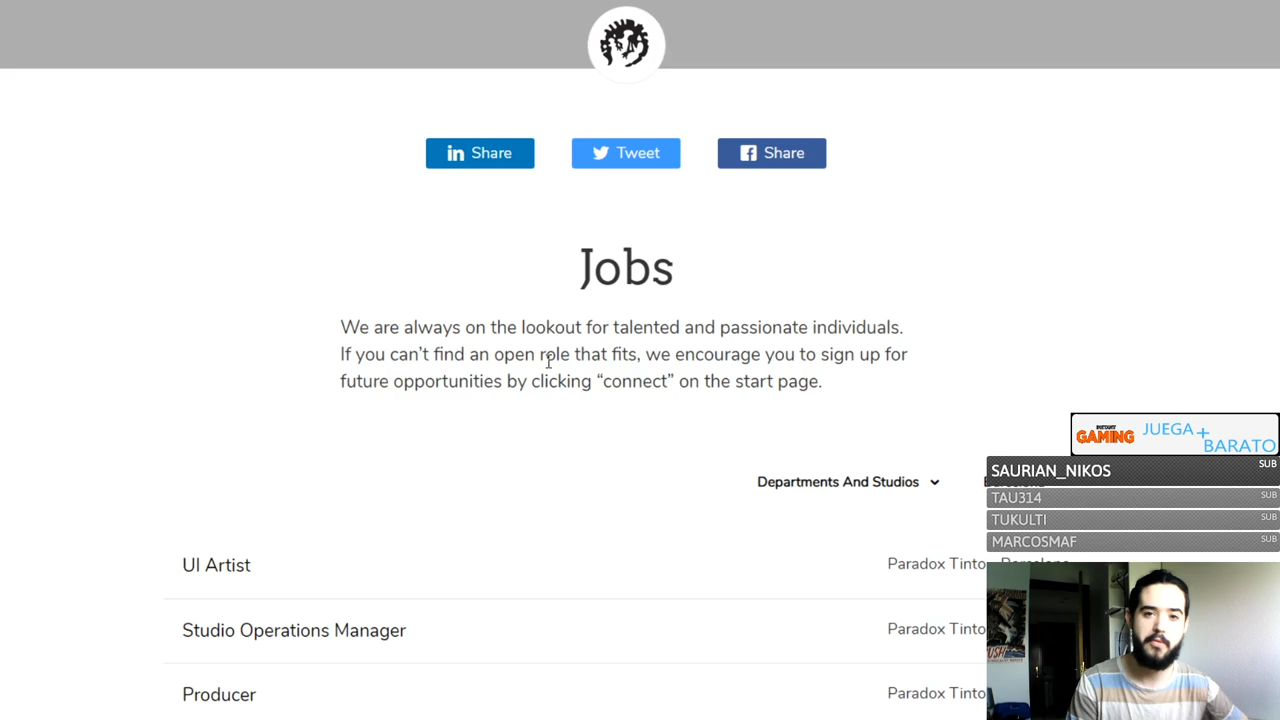 Share
Tweet
Share
Jobs
We are always on the lookout for talented and passionate individuals.
If you can't find an open role that fits, we encourage you to sign up for
future opportunities by clicking “connect” on the start page.
INSTANT GAMING JUEGA+ BARATO
Departments And Studios
SAURIAN_NIKOS SUB
TAU314 SUB
TUKULTI SUB
MARCOSMAF SUB
UI Artist Paradox Tinto
Studio Operations Manager Paradox Tinto
Producer Paradox Tinto